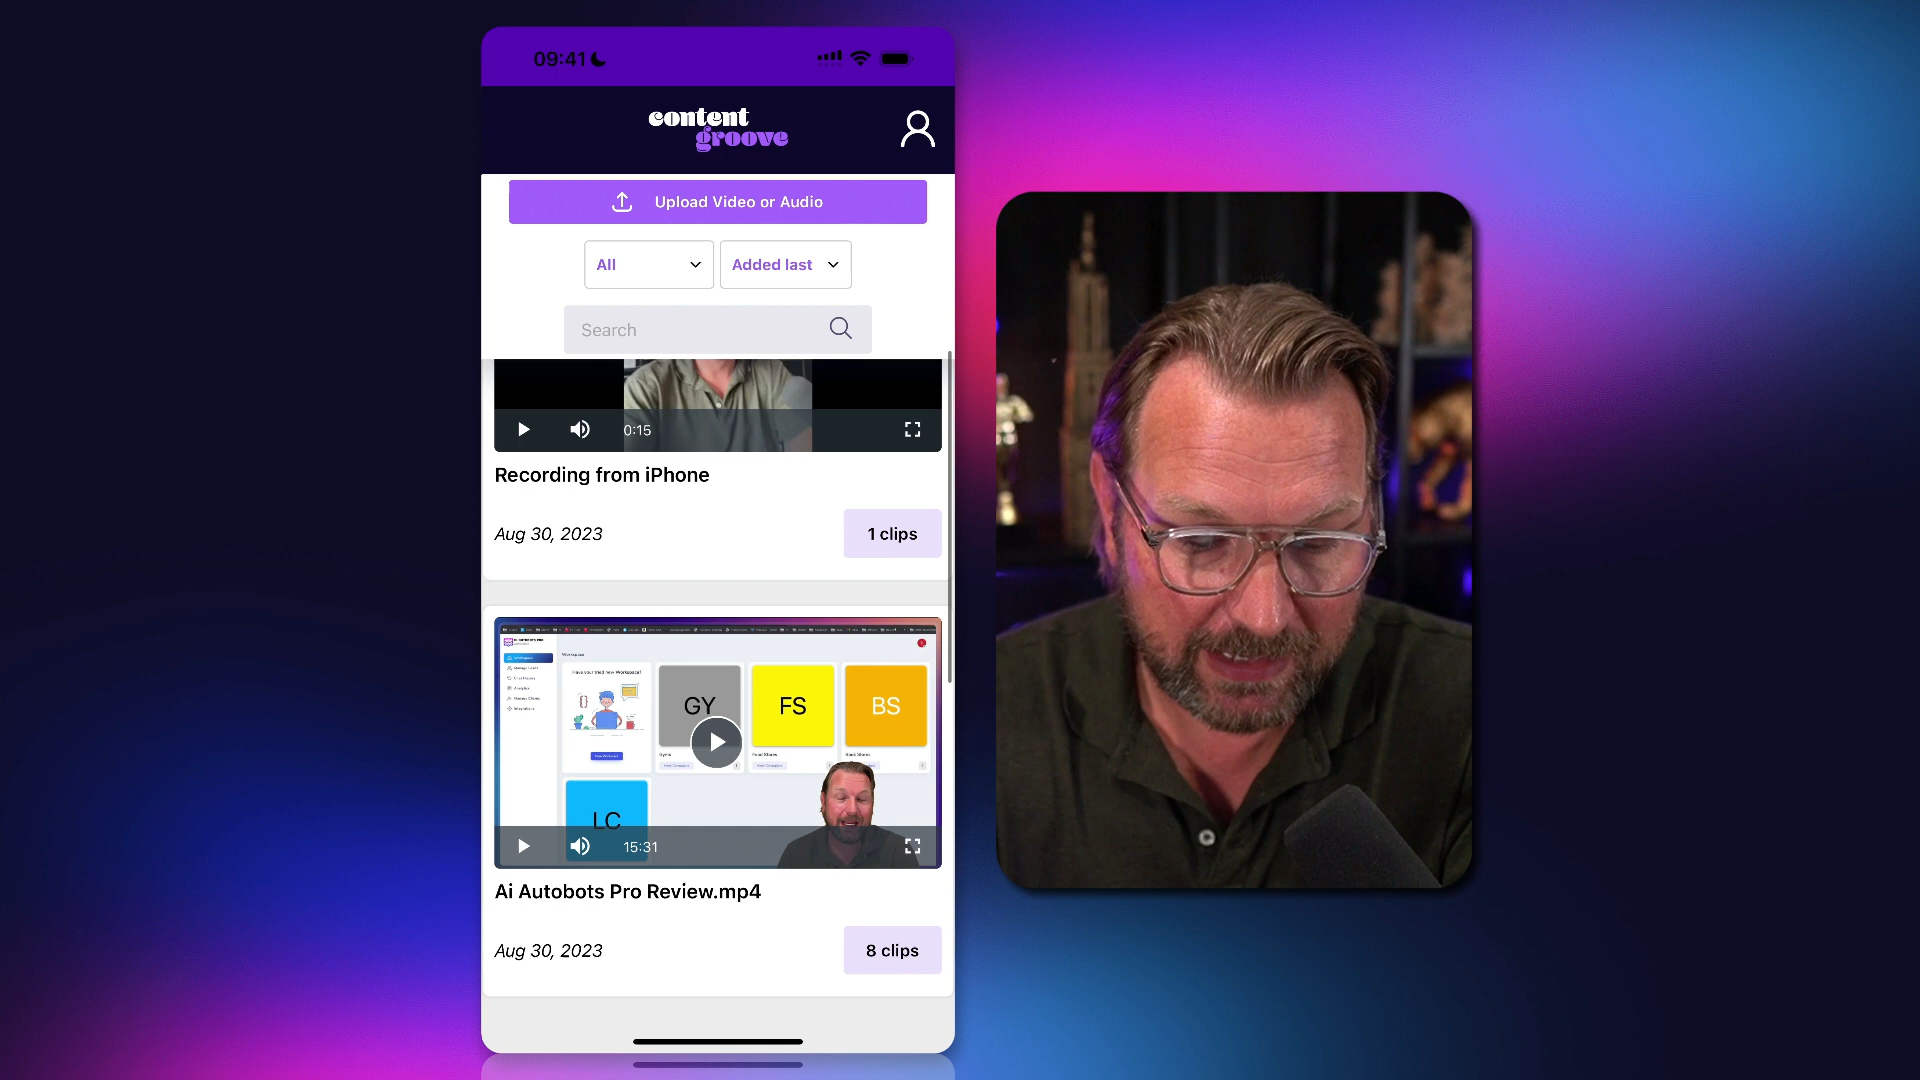 09:41
content
groove
Upload Video or Audio
All
Added last
Search
0:15
Recording from iPhone
Aug 30, 2023
1 clips
Workspace
GY
FS
BS
LC
15:31
Ai Autobots Pro Review.mp4
Aug 30, 2023
8 clips